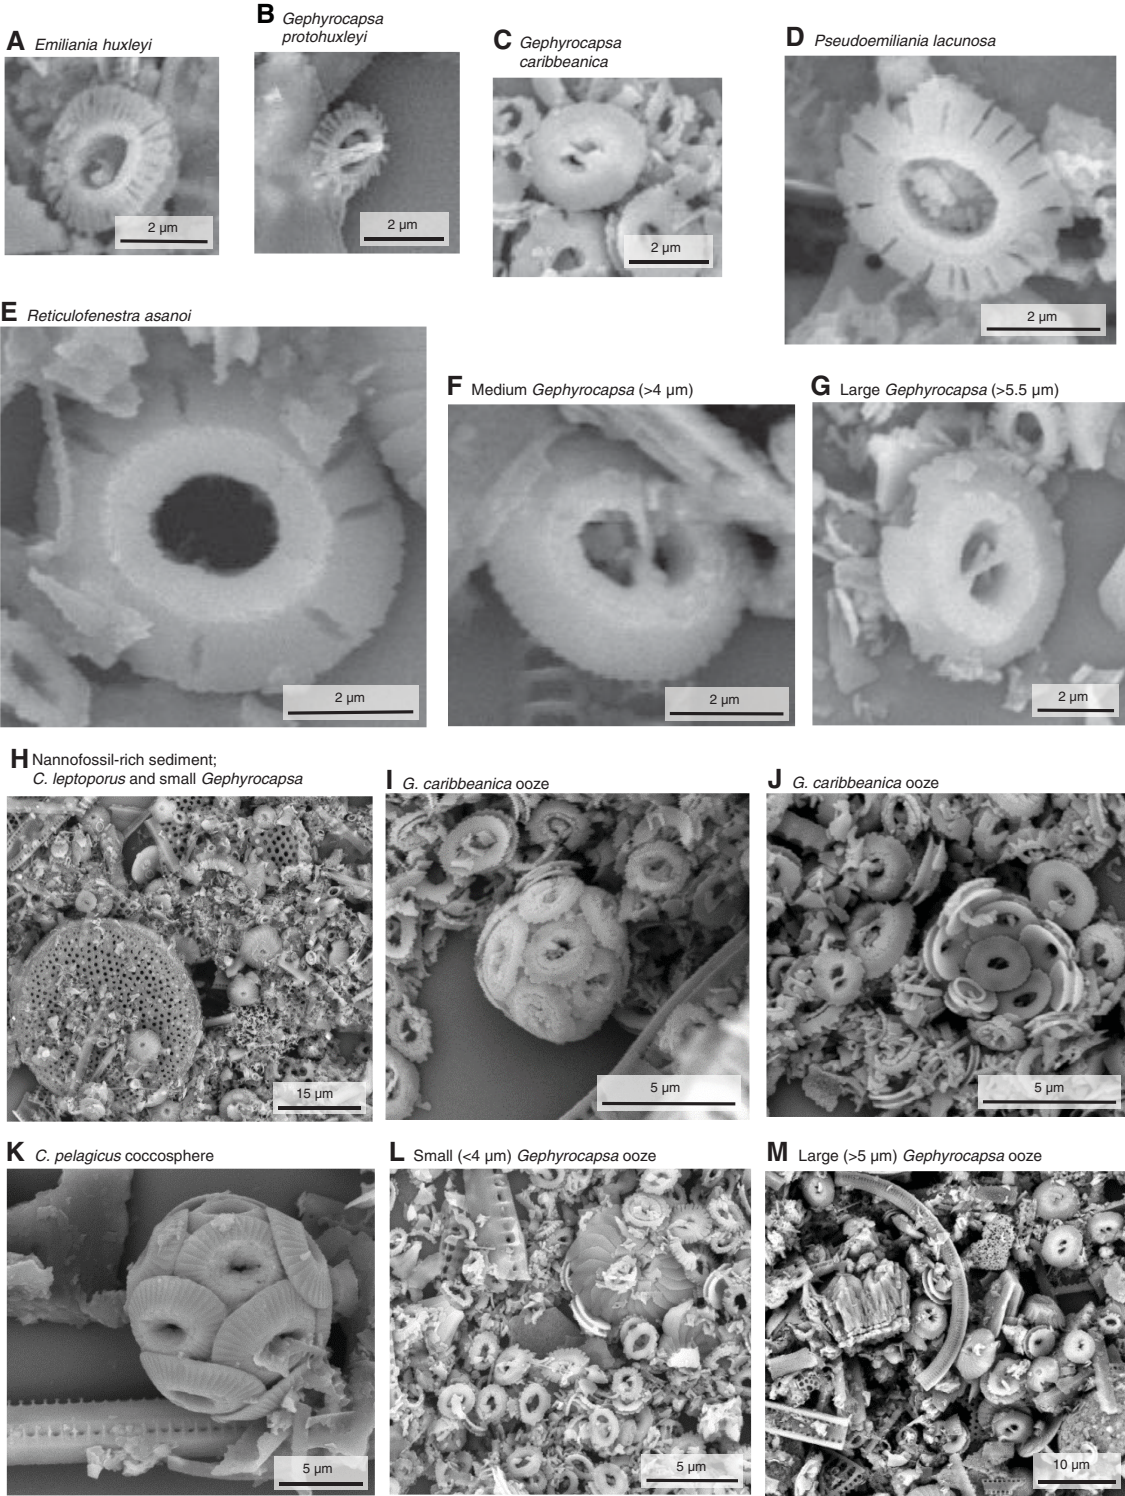 A Emiliania huxleyi
2 µm
B Gephyrocapsa
protohuxleyi
2 µm
C Gephyrocapsa
caribbeanica
2 µm
D Pseudoemiliania lacunosa
2 µm
E Reticulofenestra asanoi
2 µm
F Medium Gephyrocapsa (>4 µm)
2 µm
G Large Gephyrocapsa (>5.5 µm)
2 µm
H Nannofossil-rich sediment;
C. leptoporus and small Gephyrocapsa
15 µm
I G. caribbeanica ooze
5 µm
J G. caribbeanica ooze
5 µm
K C. pelagicus coccosphere
5 µm
L Small (<4 µm) Gephyrocapsa ooze
5 µm
M Large (>5 µm) Gephyrocapsa ooze
10 µm